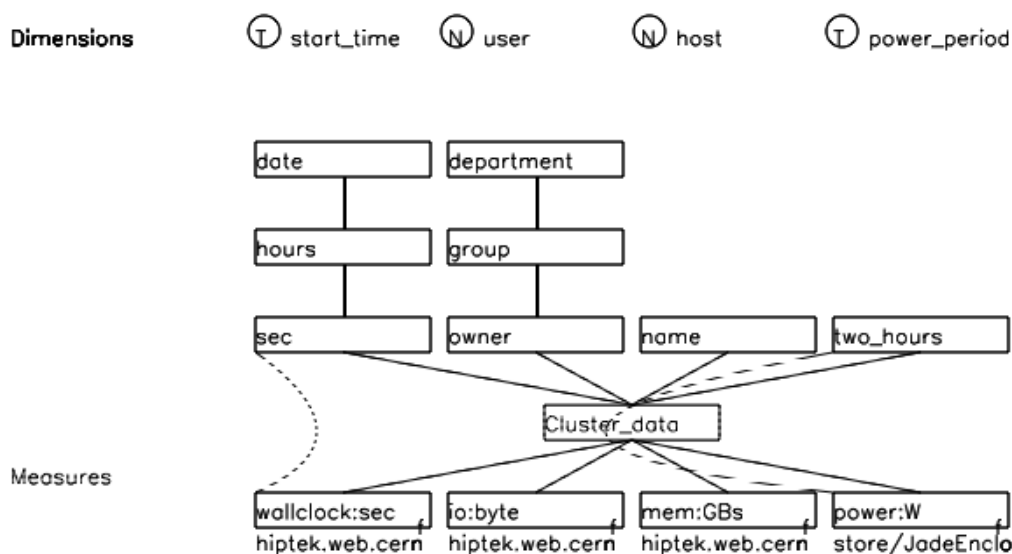 Dimensions T start_time N user N host T power_period
date department
hours group
sec owner name two_hours
Cluster_data
Measures
wallclock:sec f io:byte f mem:GBs f power:W f
hiptek.web.cern hiptek.web.cern hiptek.web.cern store/JadeEnclo